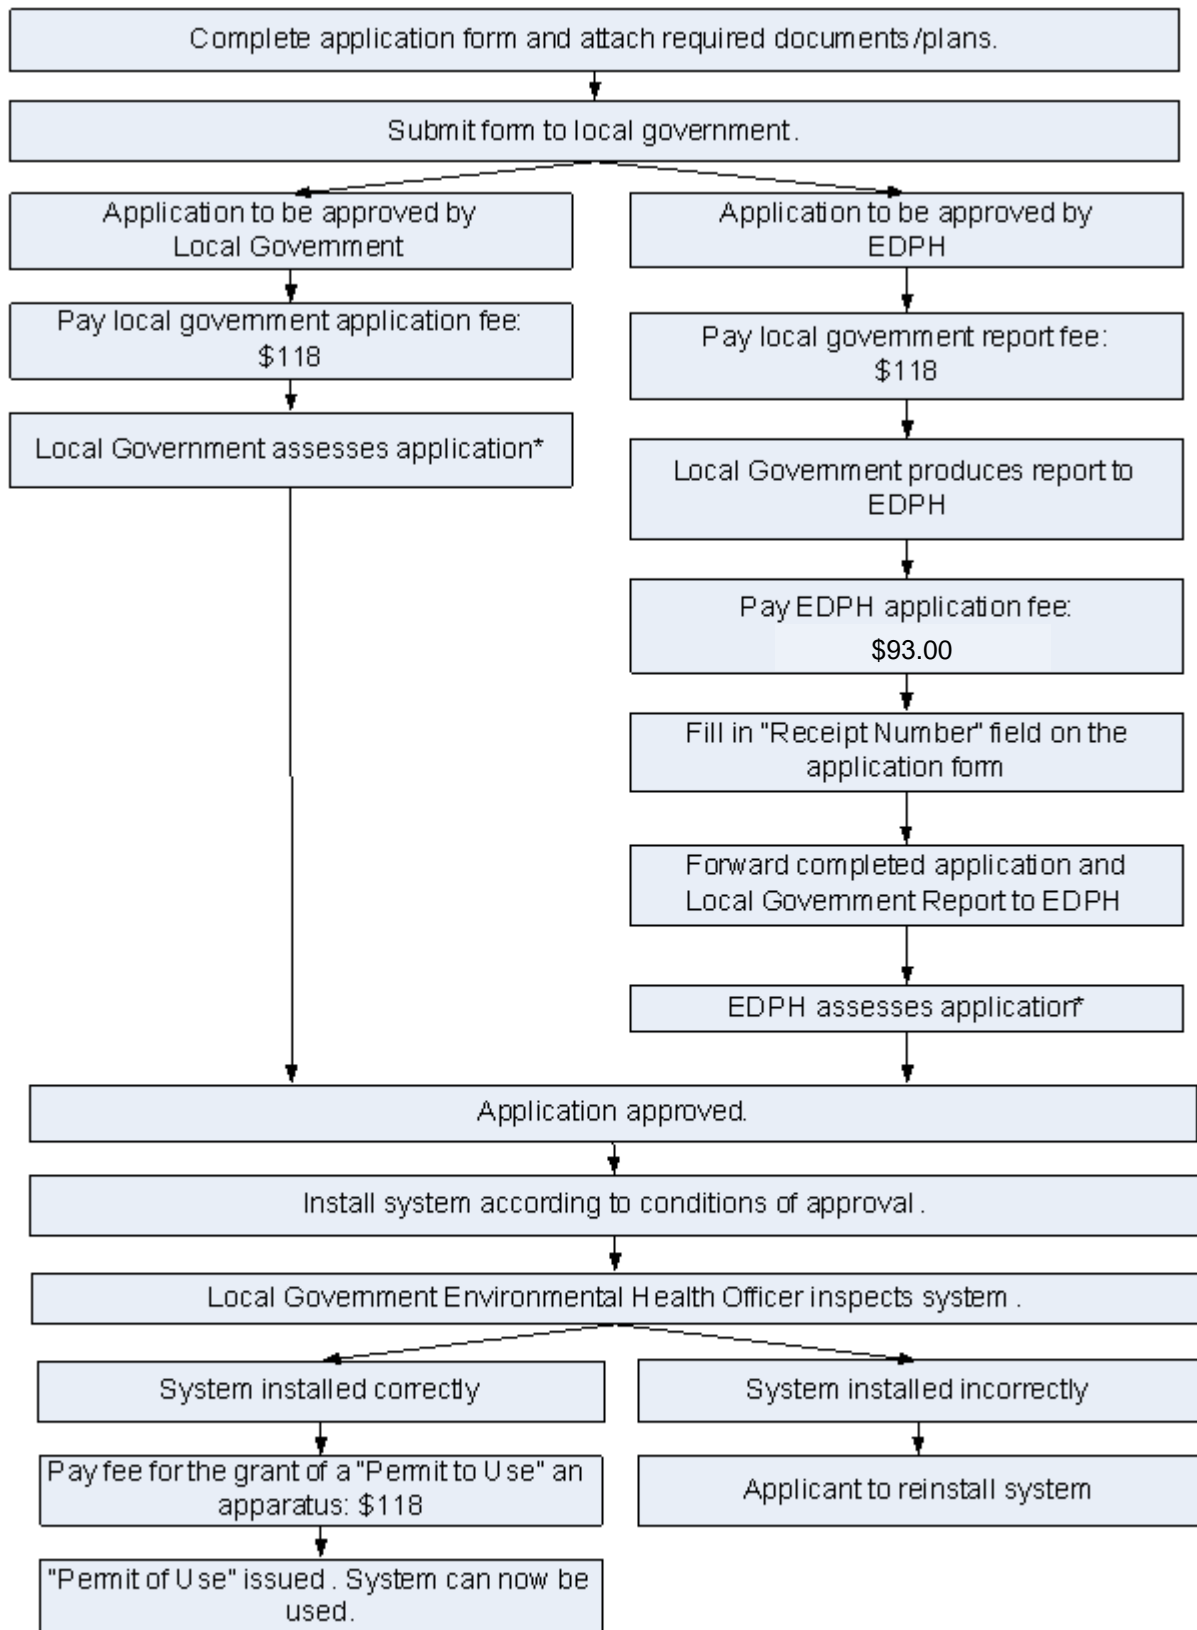 Complete application form and attach required documents/plans.
Submit form to local government.
Application to be approved by
Local Government
Pay local government application fee:
$118
Local Government assesses application*
Application to be approved by
EDPH
Pay local government report fee:
$118
Local Government produces report to
EDPH
Pay EDPH application fee:
$93.00
Fill in "Receipt Number" field on the
application form
Forward completed application and
Local Government Report to EDPH
EDPH assesses application*
Application approved.
Install system according to conditions of approval.
Local Government Environmental Health Officer inspects system.
System installed correctly
Pay fee for the grant of a "Permit to Use" an
apparatus: $118
"Permit of Use" issued. System can now be
used.
System installed incorrectly
Applicant to reinstall system